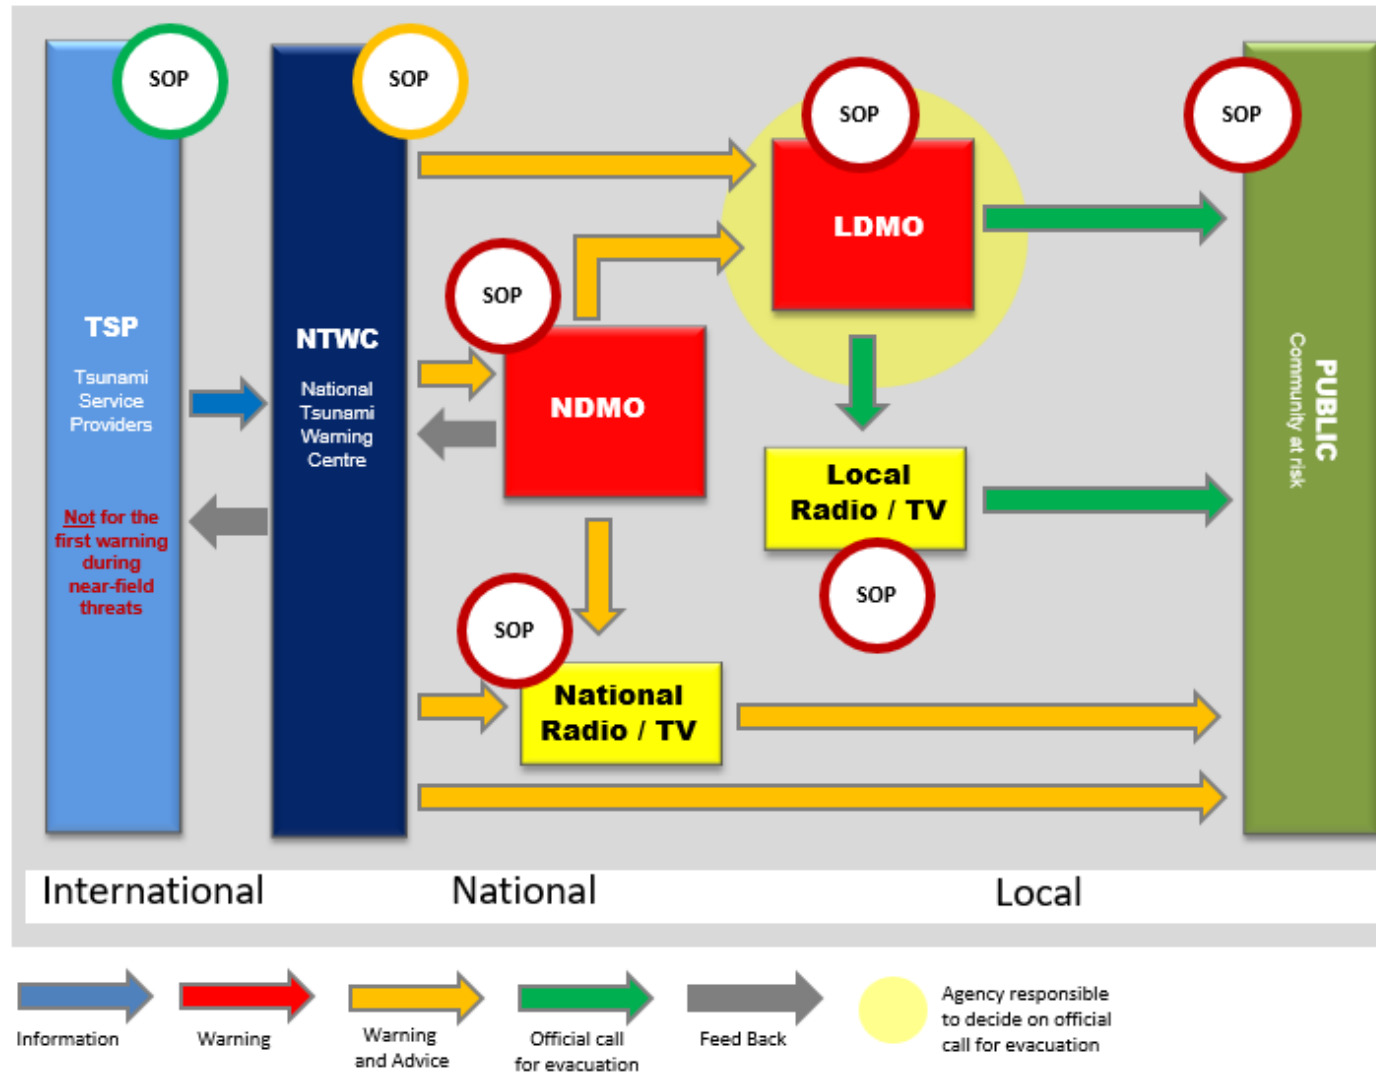 SOP
SOP
SOP
SOP
LDMO
SOP
TSP
Tsunami
Service
Providers
Not for the
first warning
during
near-field
threats
NTWC
National
Tsunami
Warning
Centre
NDMO
PUBLIC
Community at risk
Local
Radio / TV
SOP
SOP
National
Radio / TV
International
National
Local
Information
Warning
Warning
and Advice
Official call
for evacuation
Feed Back
Agency responsible
to decide on official
call for evacuation